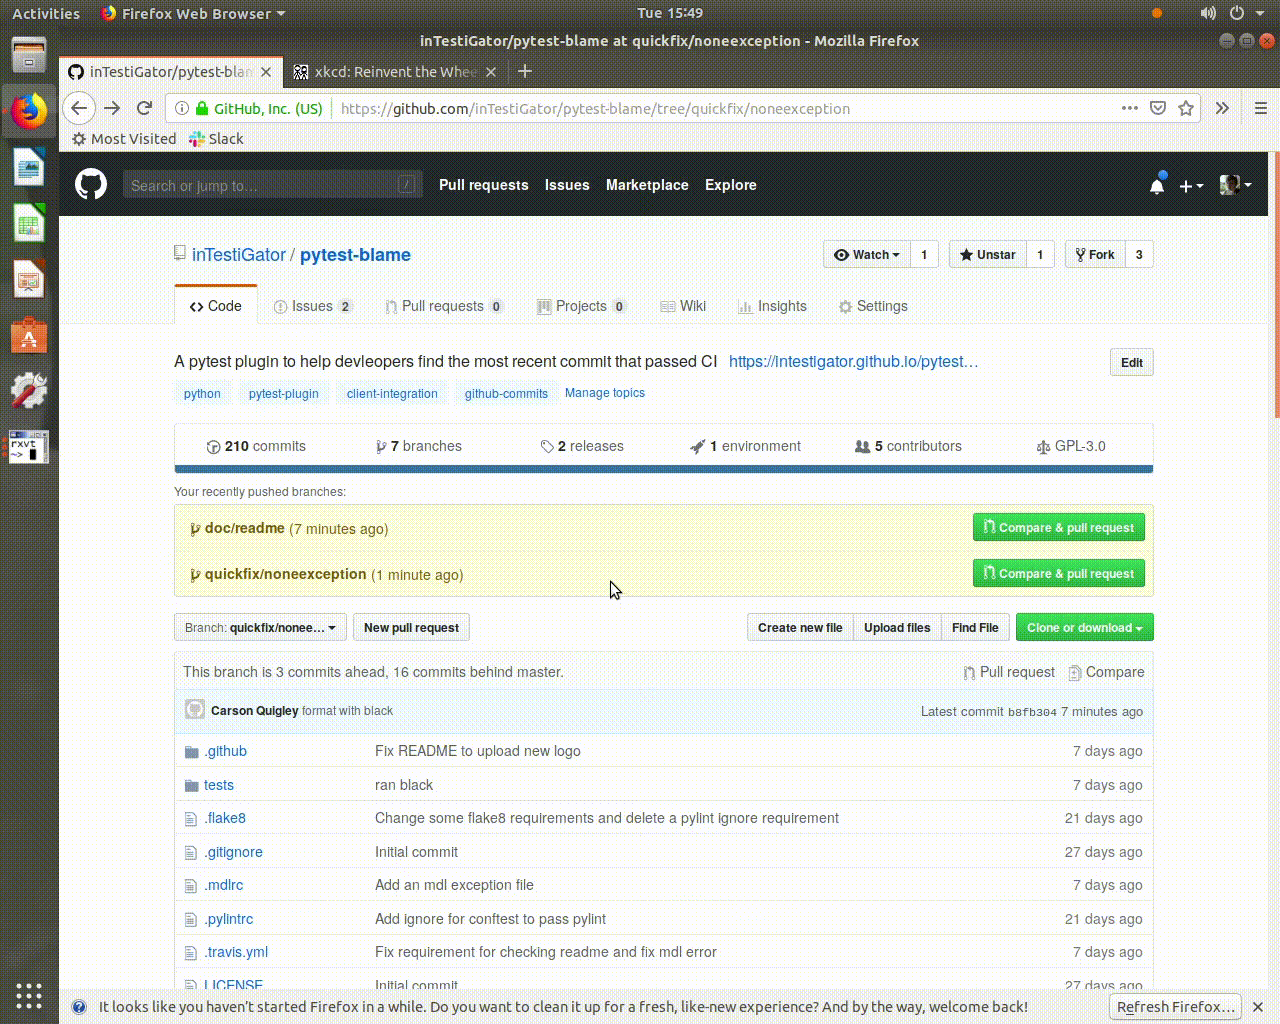 Activities Firefox Web Browser Tue 15:49
inTestiGator/pytest-blame at quickfix/noneexception - Mozilla Firefox
inTestiGator/pytest-blam xkcd: Reinvent the Whee
GitHub, Inc. (US) https://github.com/inTestiGator/pytest-blame/tree/quickfix/noneexception
Most Visited Slack
Search or jump to… / Pull requests Issues Marketplace Explore
inTestiGator / pytest-blame Watch 1 Unstar 1 Fork 3
Code Issues 2 Pull requests 0 Projects 0 Wiki Insights Settings
A pytest plugin to help devleopers find the most recent commit that passed CI https://intestigator.github.io/pytest… Edit
python pytest-plugin client-integration github-commits Manage topics
210 commits 7 branches 2 releases 1 environment 5 contributors GPL-3.0
rxvt
~>
Your recently pushed branches:
doc/readme (7 minutes ago) Compare & pull request
quickfix/noneexception (1 minute ago) Compare & pull request
Branch: quickfix/nonee… New pull request Create new file Upload files Find File Clone or download
This branch is 3 commits ahead, 16 commits behind master. Pull request Compare
Carson Quigley format with black Latest commit b8fb304 7 minutes ago
.github Fix README to upload new logo 7 days ago
tests ran black 7 days ago
.flake8 Change some flake8 requirements and delete a pylint ignore requirement 21 days ago
.gitignore Initial commit 27 days ago
.mdlrc Add an mdl exception file 7 days ago
.pylintrc Add ignore for conftest to pass pylint 21 days ago
.travis.yml Fix requirement for checking readme and fix mdl error 7 days ago
LICENSE Initial commit 27 days ago
It looks like you haven't started Firefox in a while. Do you want to clean it up for a fresh, like-new experience? And by the way, welcome back! Refresh Firefox…